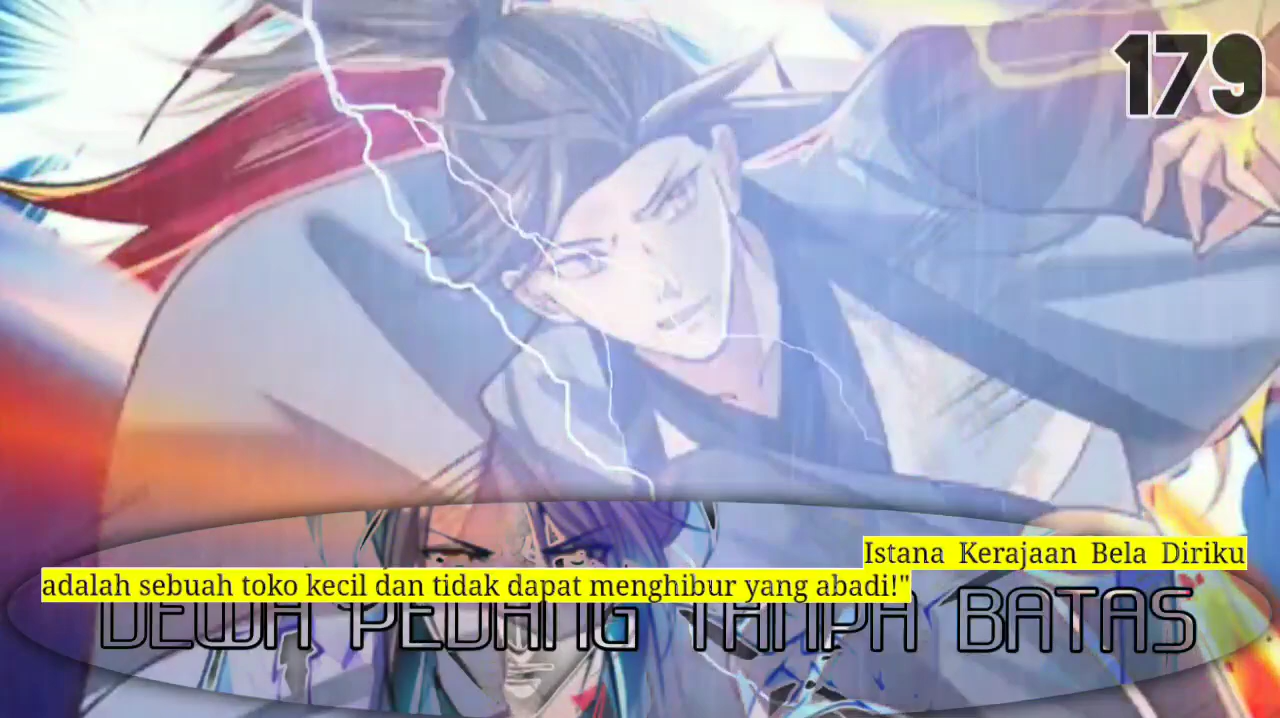 179
Istana Kerajaan Bela Diriku
adalah sebuah toko kecil dan tidak dapat menghibur yang abadi!"
DEWA PEDANG TANPA BATAS